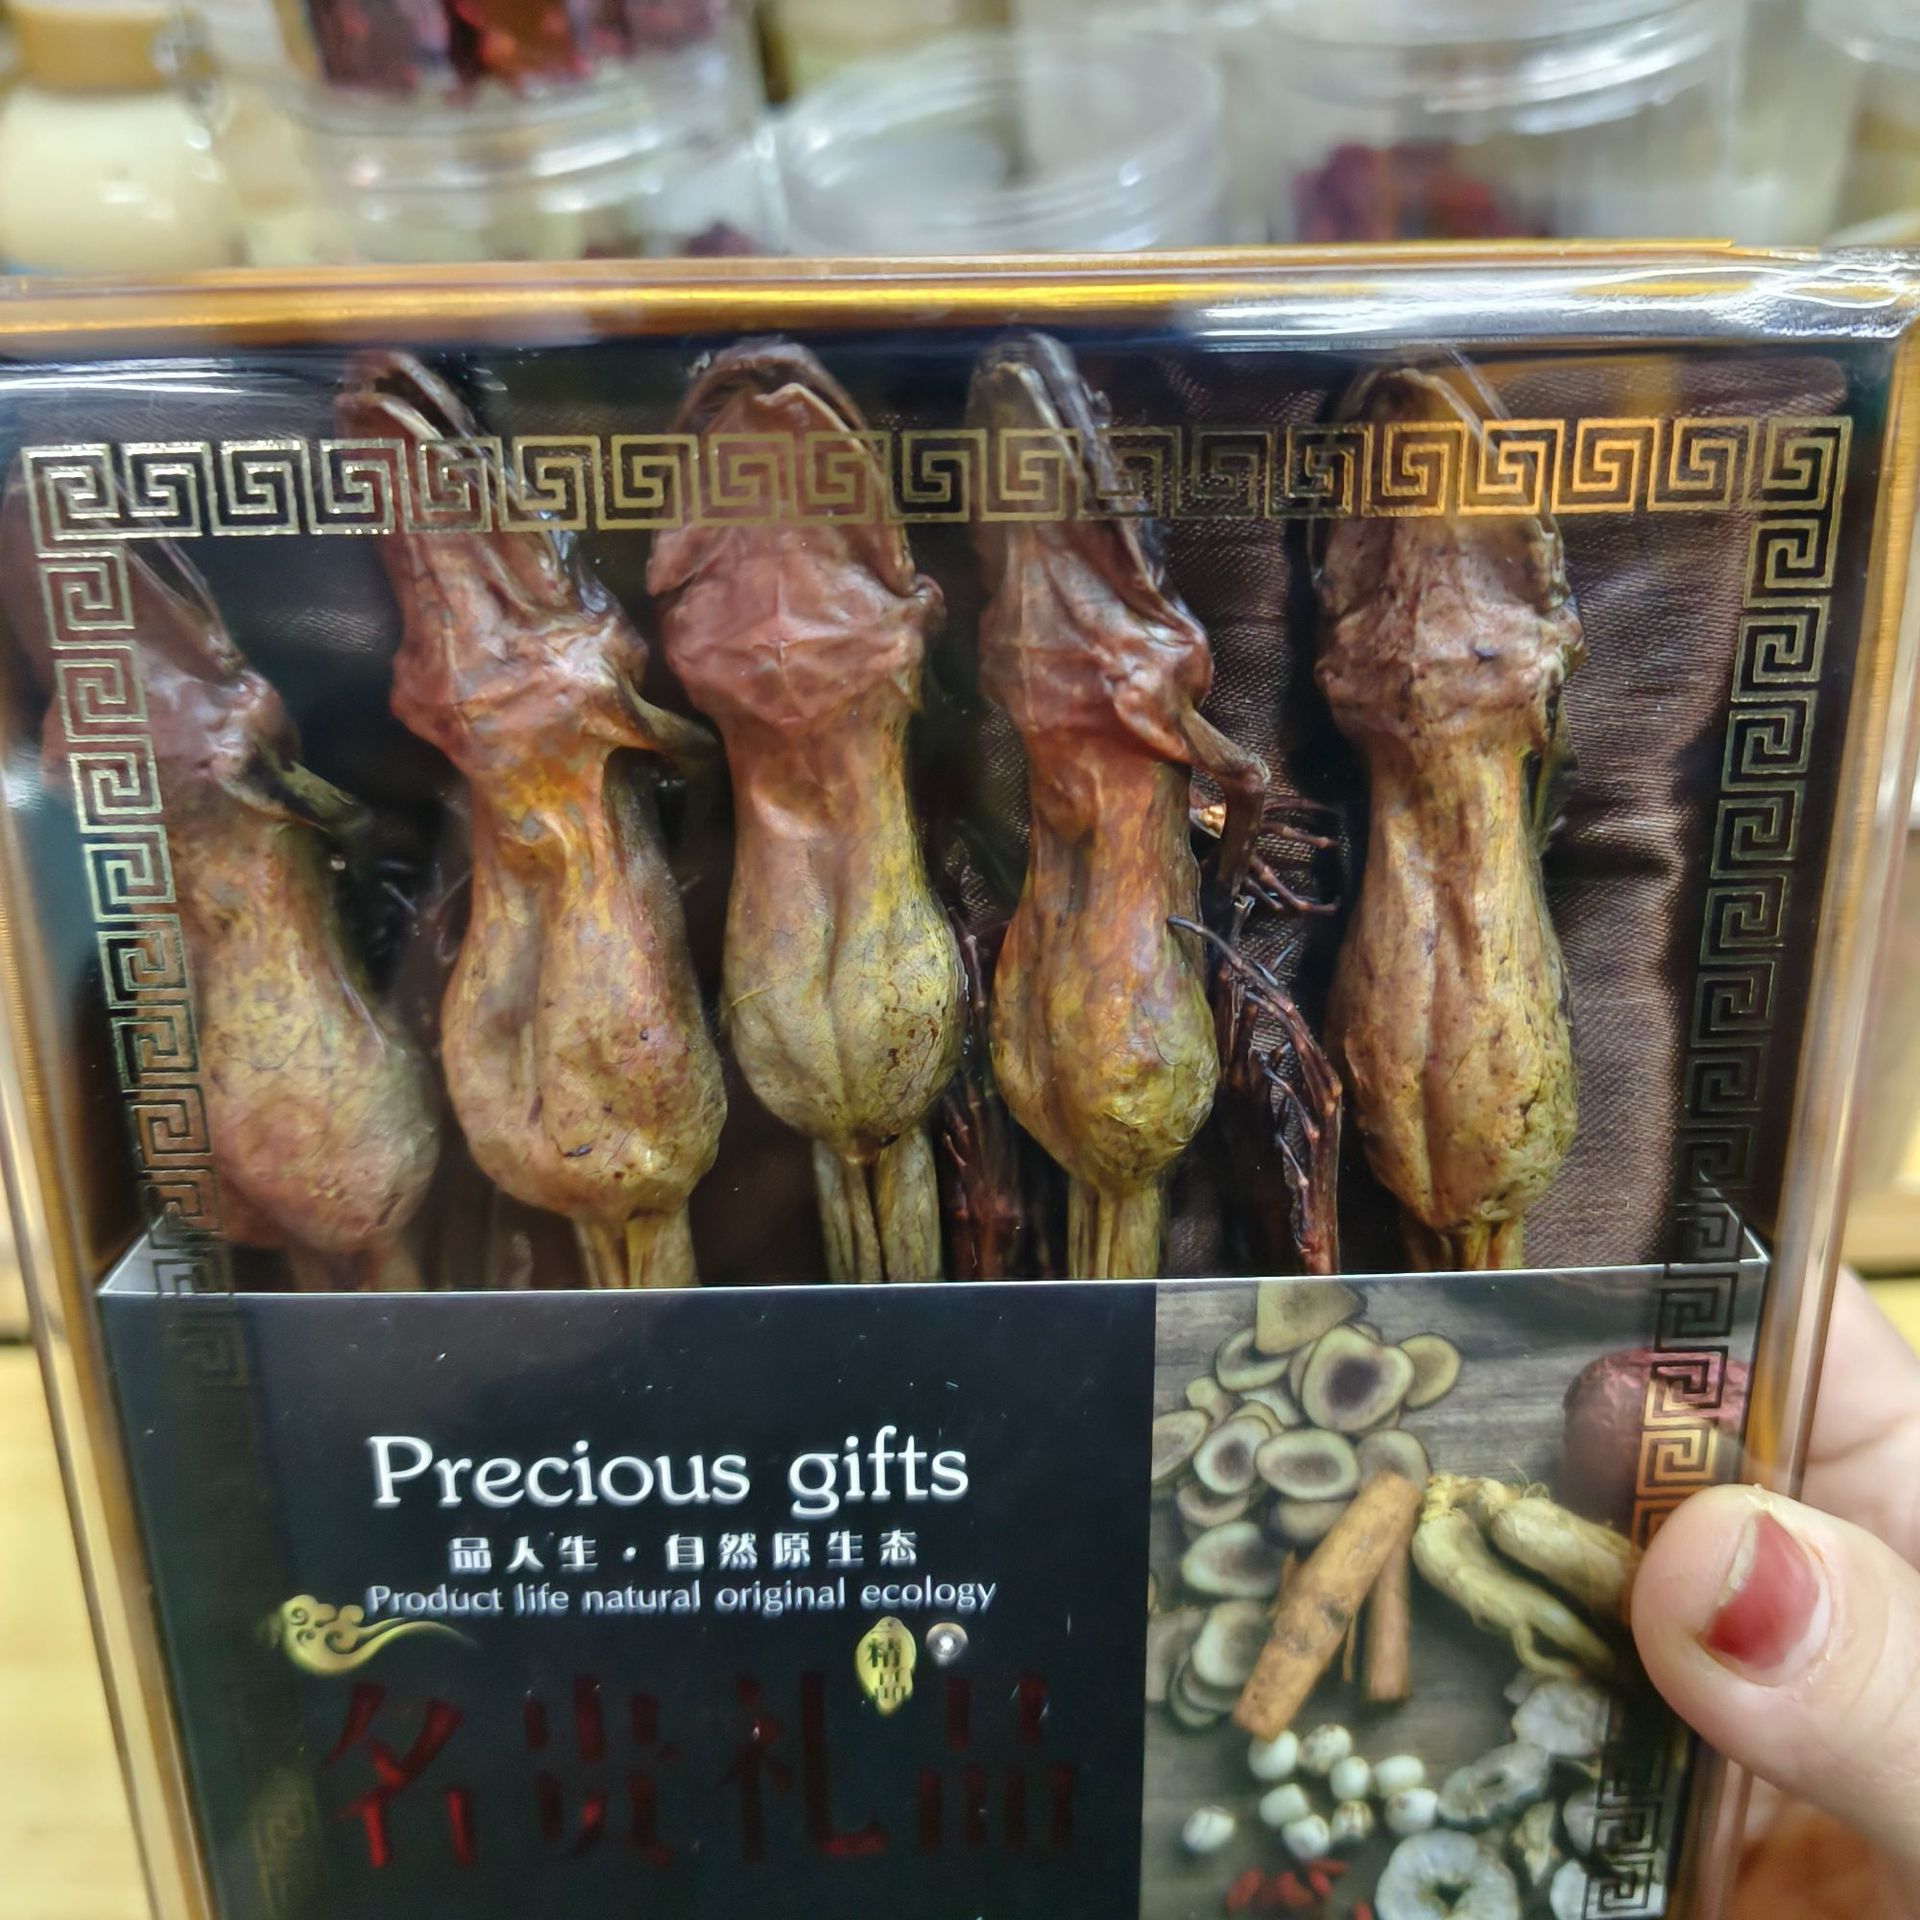 Precious gifts
品人生·自然原生态
Product life natural original ecology
精品
名贵礼品